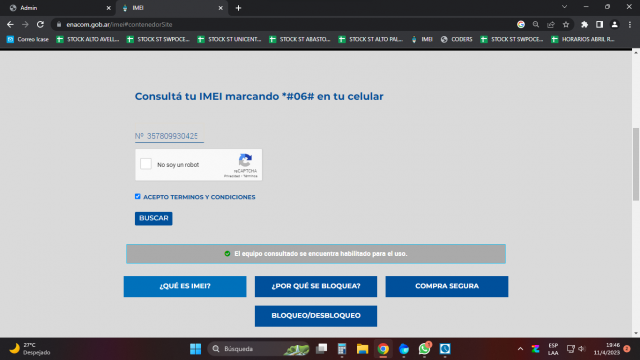 Admin
IMEI
enacom.gob.ar/imei#contenedorSite
Correo Icase
STOCK ALTO AVELL...
STOCK ST SWPOCE...
STOCK ST UNICENT...
STOCK ST ABASTO...
STOCK ST ALTO PAL...
IMEI
CODERS
STOCK ST SWPOCE...
HORARIOS ABRIL R...
Consultá tu IMEI marcando *#06# en tu celular
Nº 357809930425
No soy un robot
reCAPTCHA
Privacidad - Términos
ACEPTO TERMINOS Y CONDICIONES
BUSCAR
El equipo consultado se encuentra habilitado para el uso.
¿QUÉ ES IMEI?
¿POR QUÉ SE BLOQUEA?
COMPRA SEGURA
BLOQUEO/DESBLOQUEO
27°C
Despejado
Búsqueda
ESP
LAA
19:46
11/4/2023